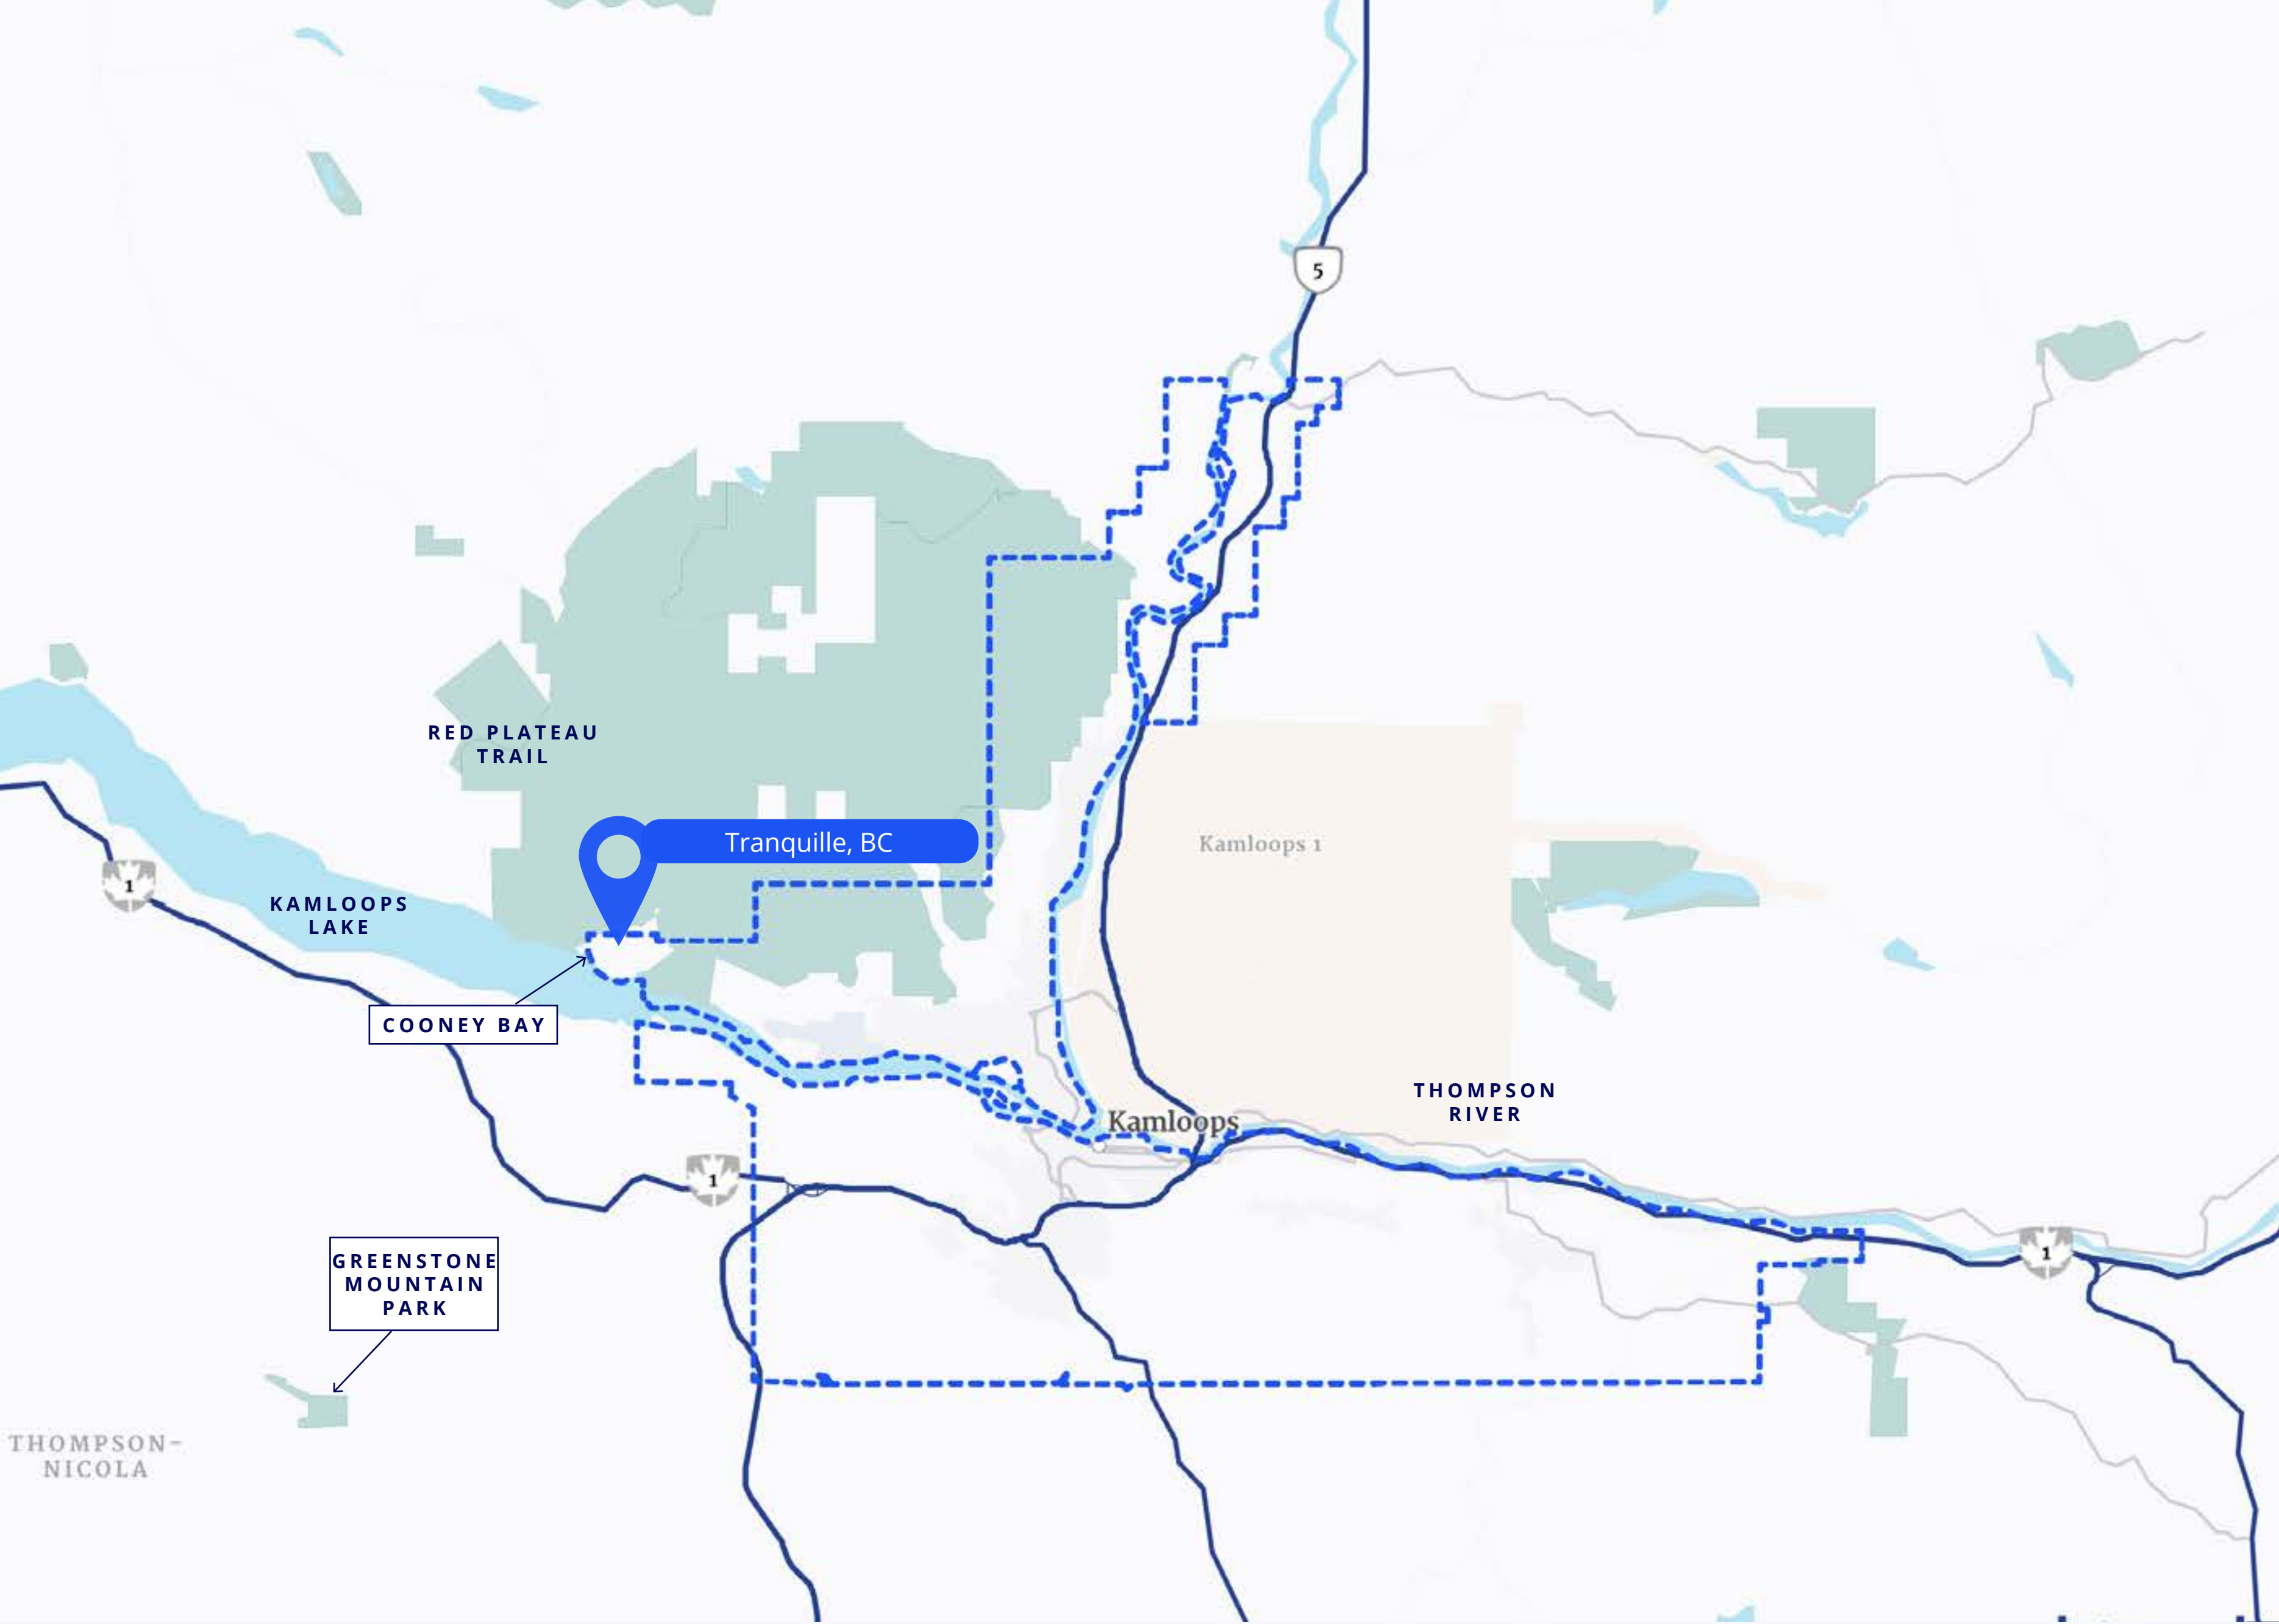 5
RED PLATEAU
TRAIL
Tranquille, BC
Kamloops 1
1
KAMLOOPS
LAKE
COONEY BAY
THOMPSON
RIVER
Kamloops
1
1
GREENSTONE
MOUNTAIN
PARK
THOMPSON-
NICOLA